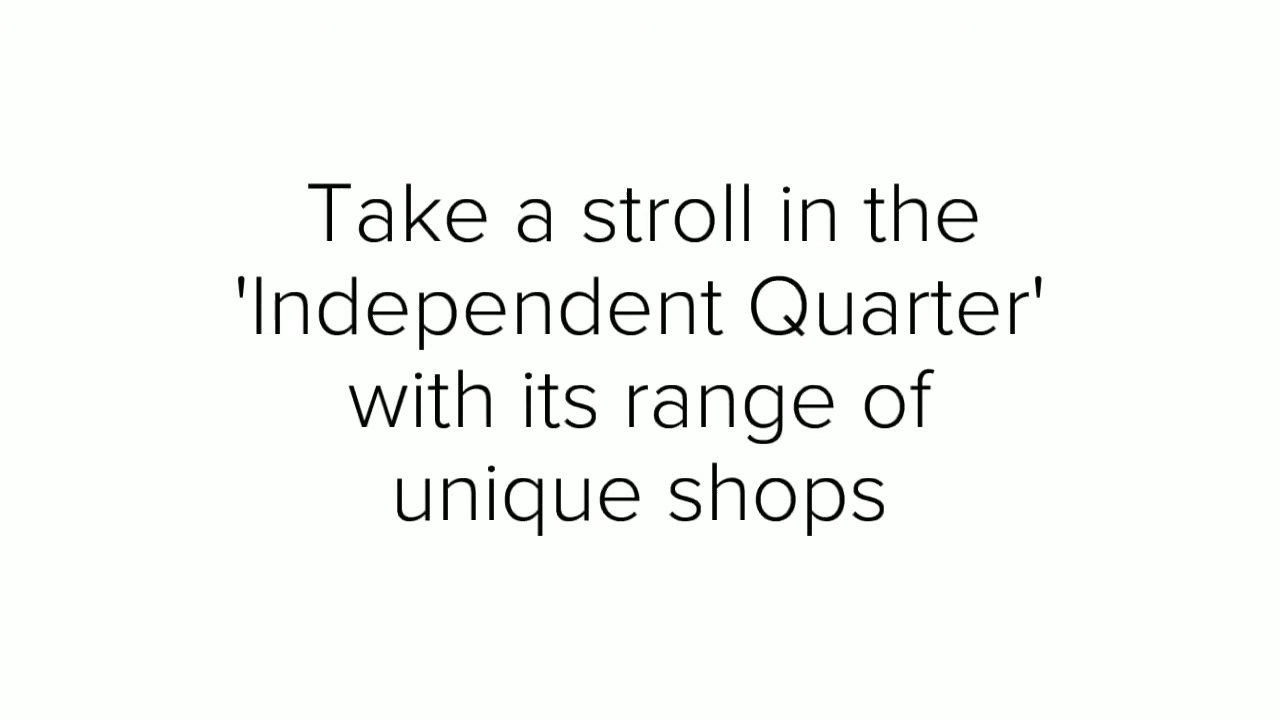 Take a stroll in the
'Independent Quarter'
with its range of
unique shops